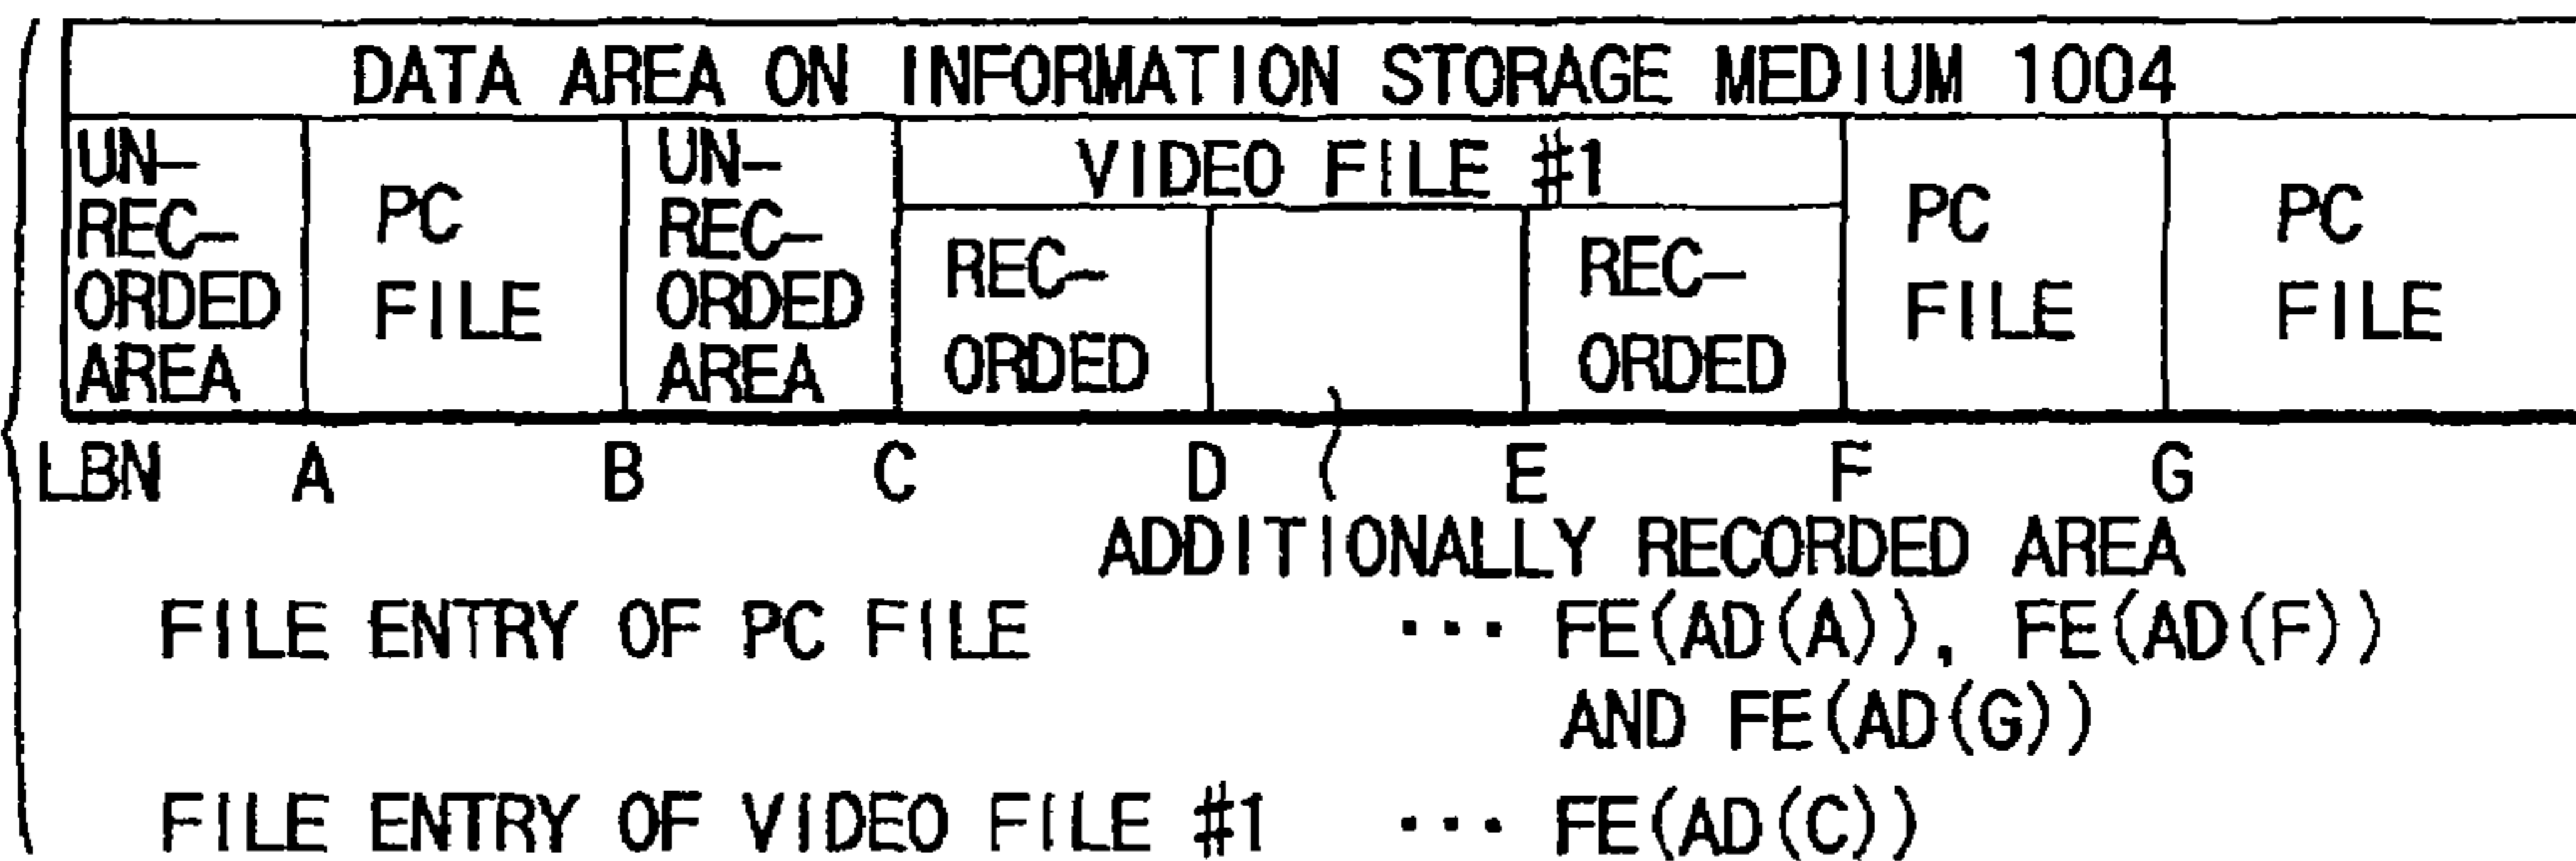 DATA AREA ON INFORMATION STORAGE MEDIUM 1004
UN-
REC-
ORDED
AREA
PC
FILE
UN-
REC-
ORDED
AREA
VIDEO FILE #1
REC-
ORDED
REC-
ORDED
PC
FILE
PC
FILE
LBN A B C D E F G
ADDITIONALLY RECORDED AREA
FILE ENTRY OF PC FILE ··· FE(AD(A)), FE(AD(F))
AND FE(AD(G))
FILE ENTRY OF VIDEO FILE #1 ··· FE(AD(C))